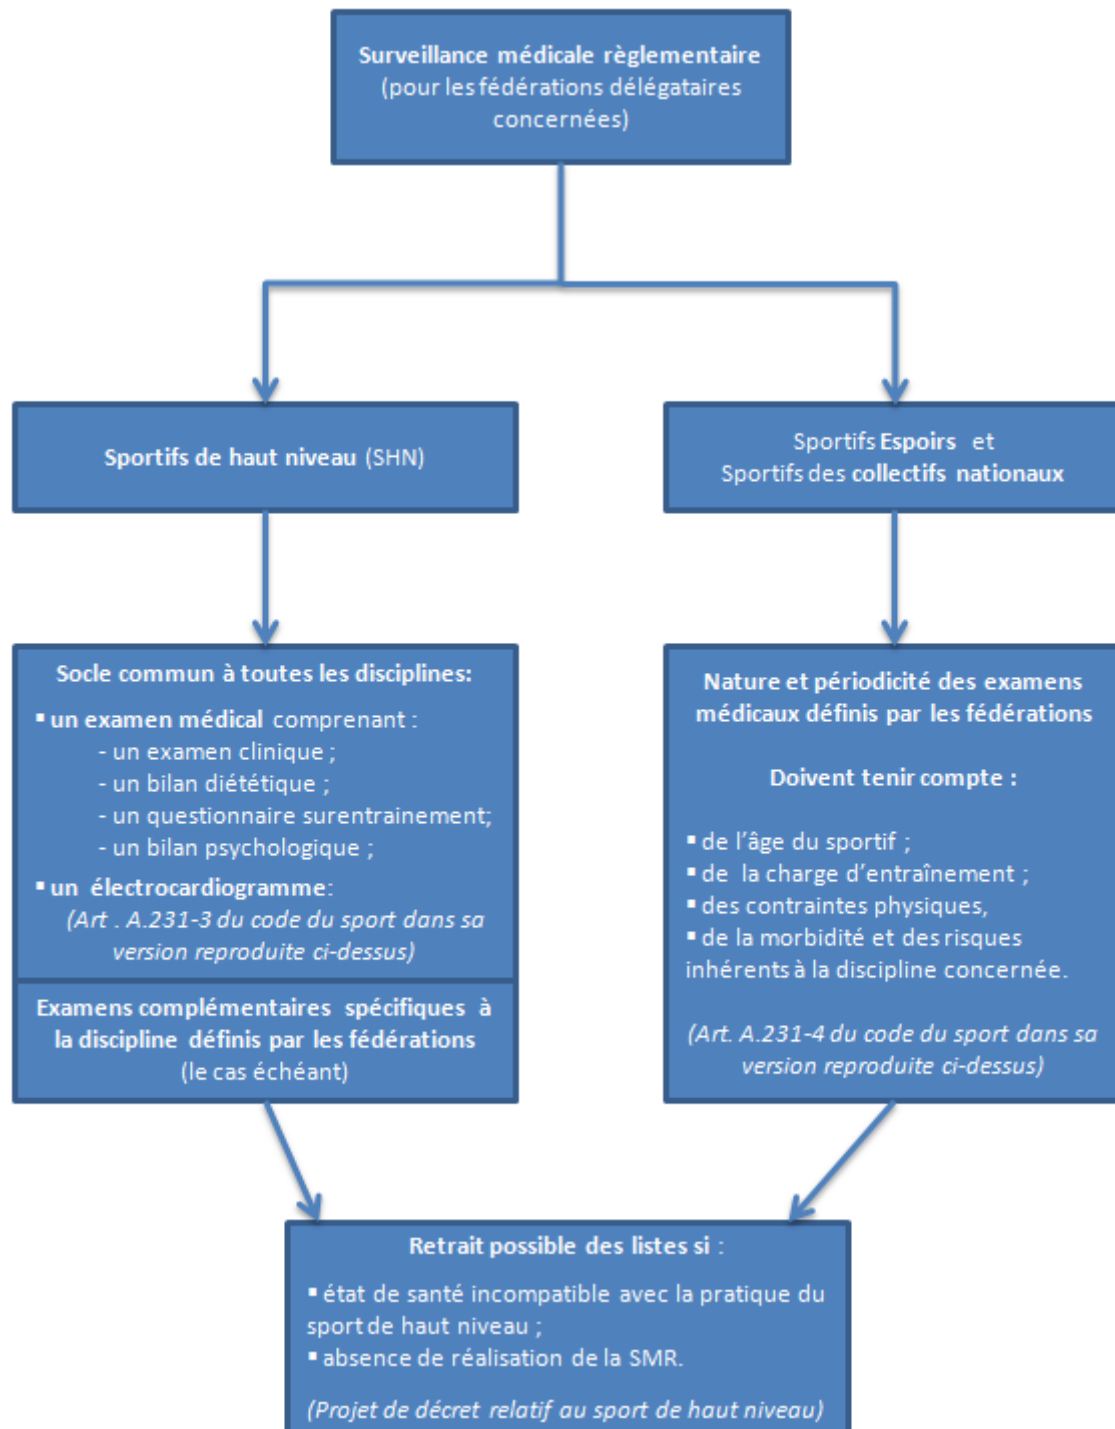 Surveillance médicale règlementaire
(pour les fédérations délégataires
concernées)
Sportifs de haut niveau (SHN)
Sportifs Espoirs et
Sportifs des collectifs nationaux
Socle commun à toutes les disciplines:
▪ un examen médical comprenant :
- un examen clinique ;
- un bilan diététique ;
- un questionnaire surentrainement;
- un bilan psychologique ;
▪ un électrocardiogramme:
(Art . A.231-3 du code du sport dans sa
version reproduite ci-dessus)
Examens complémentaires spécifiques à
la discipline définis par les fédérations
(le cas échéant)
Nature et périodicité des examens
médicaux définis par les fédérations
Doivent tenir compte :
▪ de l’âge du sportif ;
▪ de la charge d’entraînement ;
▪ des contraintes physiques,
▪ de la morbidité et des risques
inhérents à la discipline concernée.
(Art. A.231-4 du code du sport dans sa
version reproduite ci-dessus)
Retrait possible des listes si :
▪ état de santé incompatible avec la pratique du
sport de haut niveau ;
▪ absence de réalisation de la SMR.
(Projet de décret relatif au sport de haut niveau)